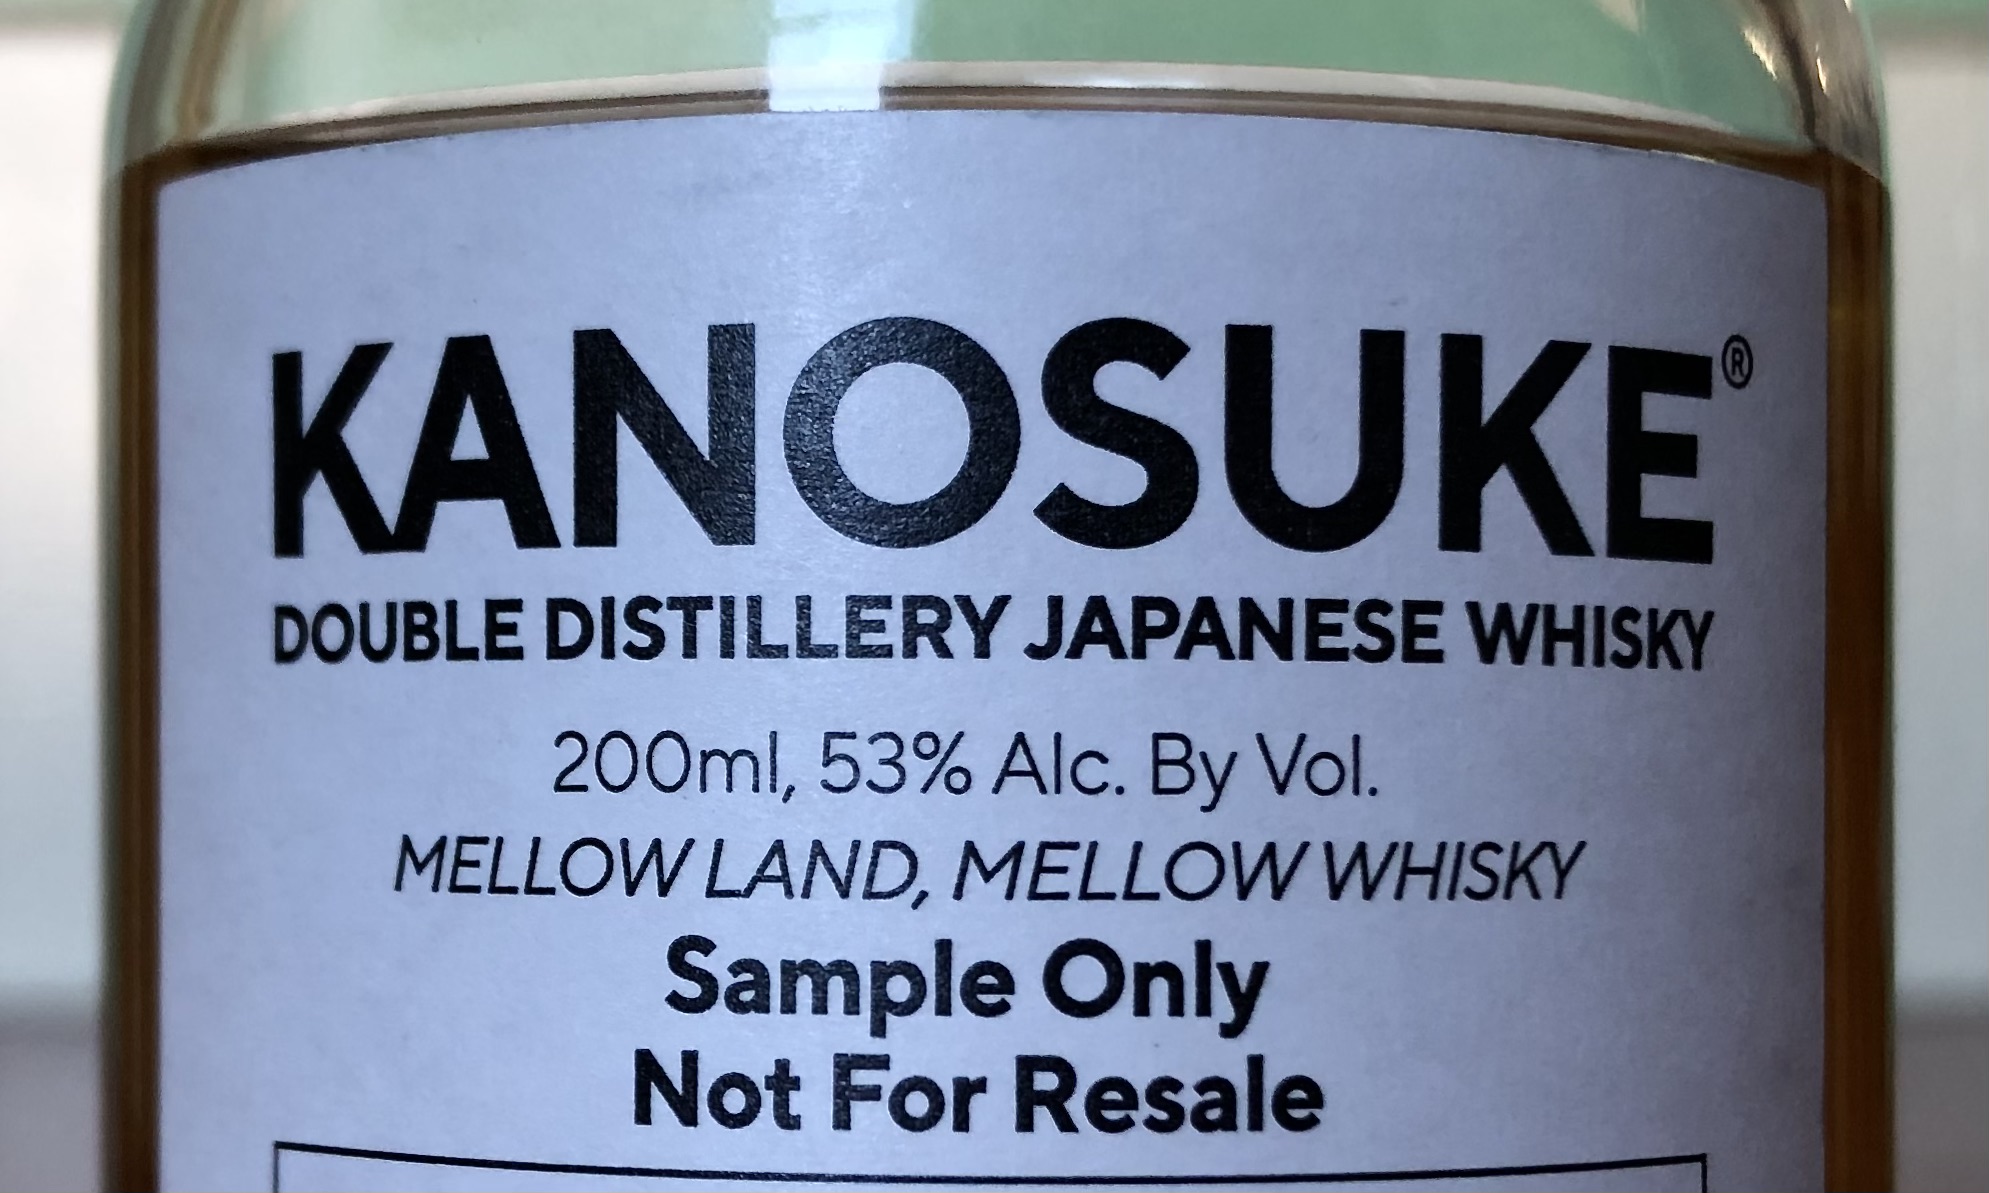 KANOSUKE®
DOUBLE DISTILLERY JAPANESE WHISKY
200ml, 53% Alc. By Vol.
MELLOW LAND, MELLOW WHISKY
Sample Only
Not For Resale